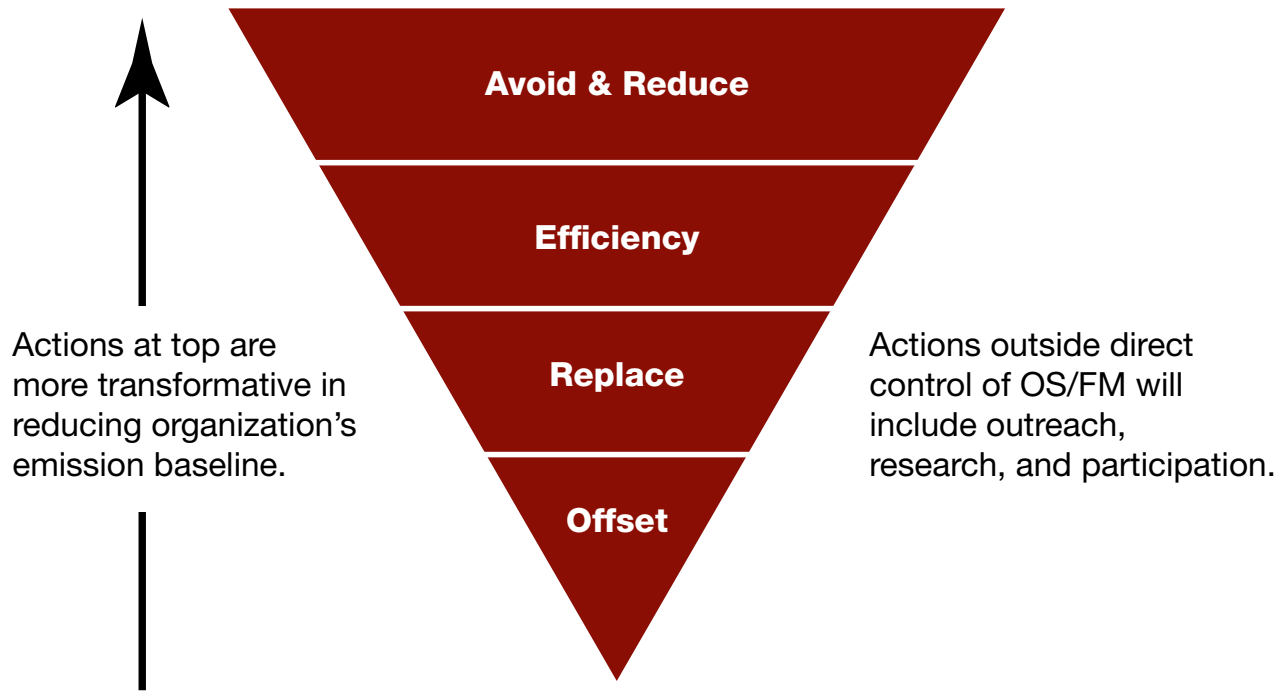 Avoid & Reduce
Efficiency
Replace
Offset
Actions at top are
more transformative in
reducing organization’s
emission baseline.
Actions outside direct
control of OS/FM will
include outreach,
research, and participation.